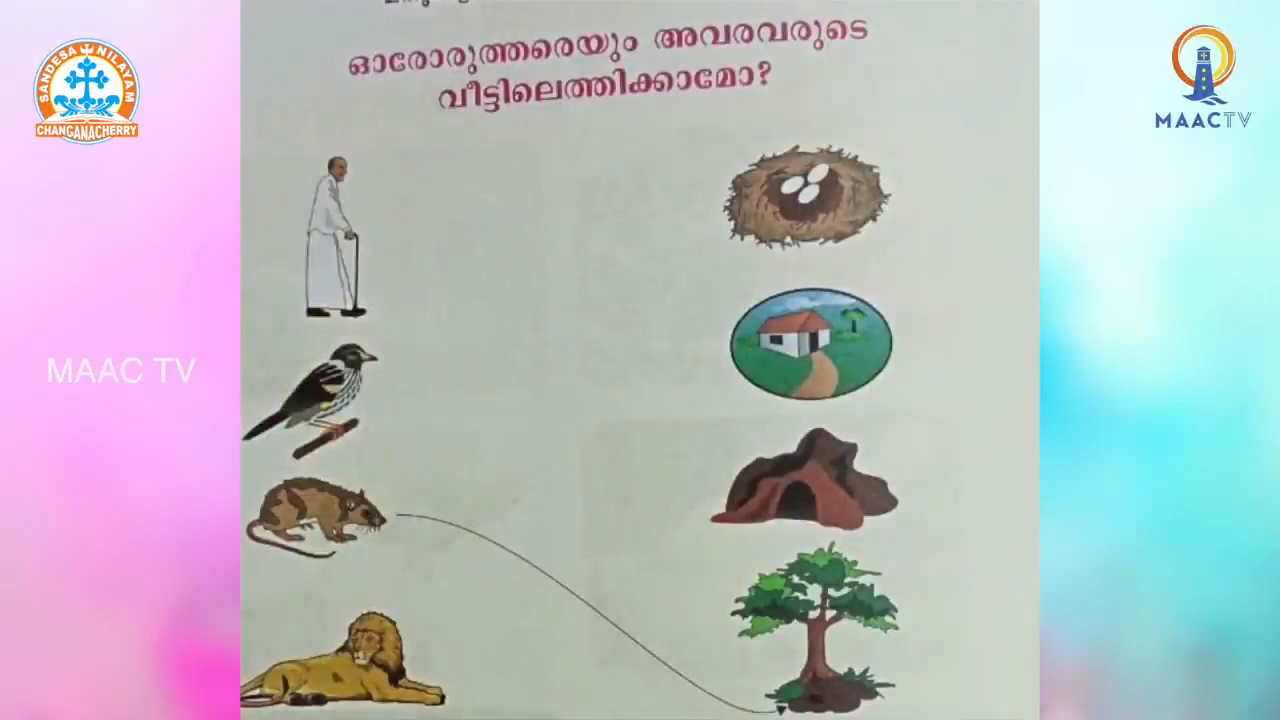 ഓരോരുത്തരെയും അവരവരുടെ
വീട്ടിലെത്തിക്കാമോ?
SANDESA NILAYAM
CHANGANACHERRY
MAACTV
MAAC TV